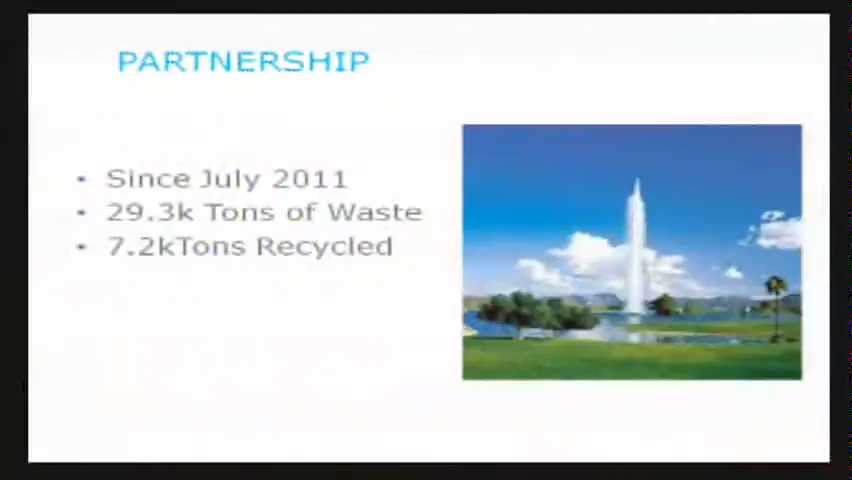 PARTNERSHIP
• Since July 2011
• 29.3k Tons of Waste
• 7.2kTons Recycled